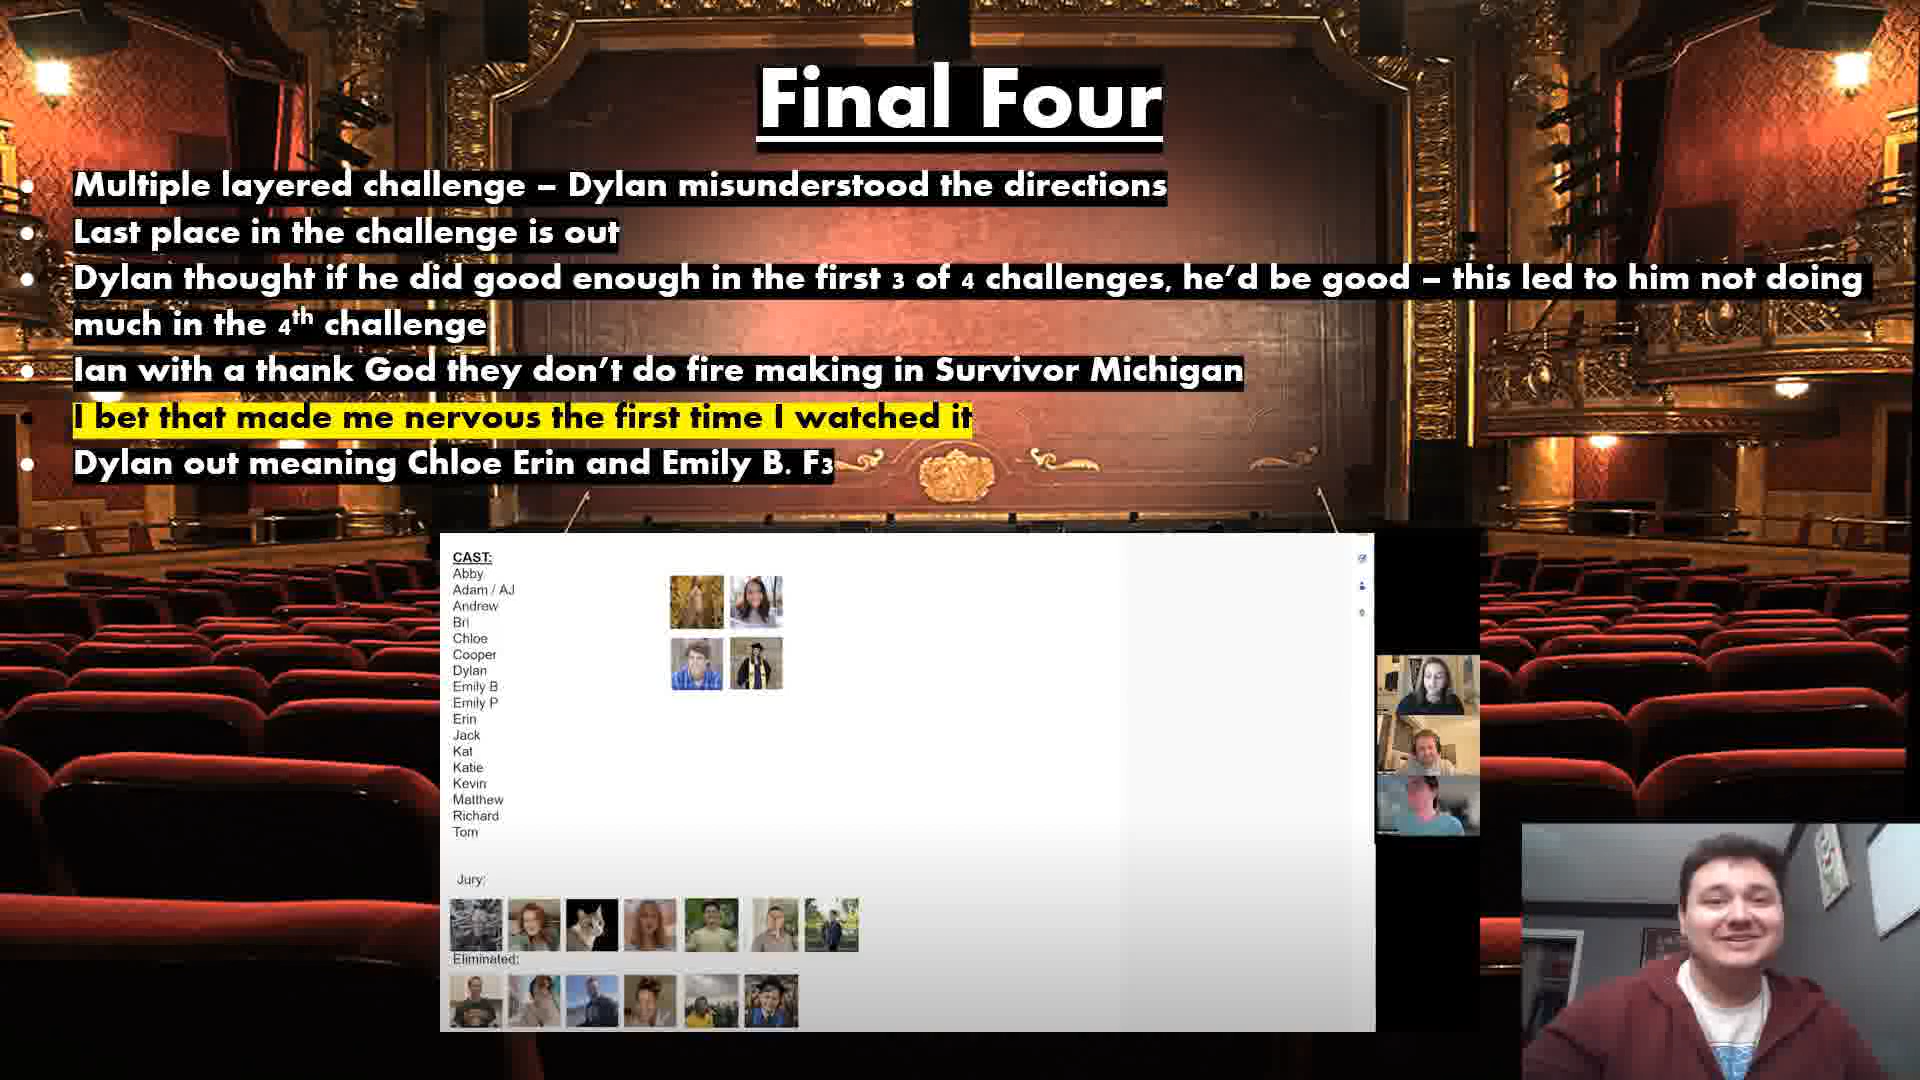 Final Four
• Multiple layered challenge – Dylan misunderstood the directions
• Last place in the challenge is out
• Dylan thought if he did good enough in the first 3 of 4 challenges, he’d be good – this led to him not doing
much in the 4th challenge
• Ian with a thank God they don’t do fire making in Survivor Michigan
• I bet that made me nervous the first time I watched it
• Dylan out meaning Chloe Erin and Emily B. F3
CAST:
Abby
Adam / AJ
Andrew
Bri
Chloe
Cooper
Dylan
Emily B
Emily P
Erin
Jack
Kat
Katie
Kevin
Matthew
Richard
Tom
Jury:
Eliminated: